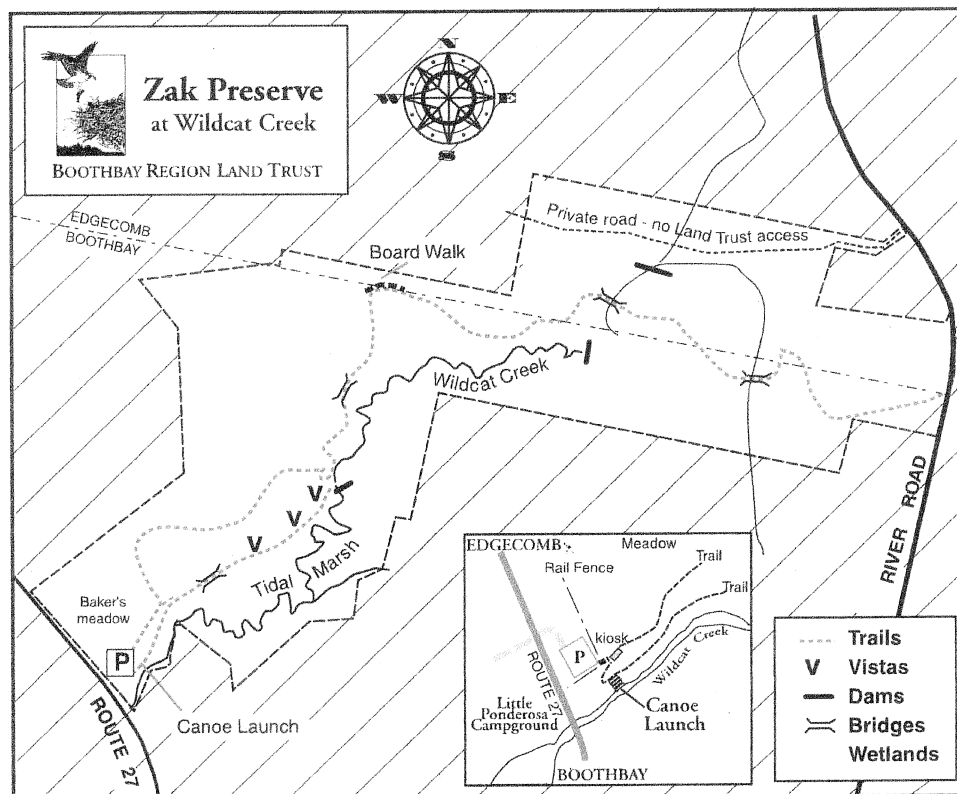 Zak Preserve
at Wildcat Creek
BOOTHBAY REGION LAND TRUST
N
W
E
S
EDGECOMB
BOOTHBAY
Private road - no Land Trust access
Board Walk
Wildcat Creek
V
V
V
Tidal
Marsh
Baker's
meadow
P
Canoe Launch
ROUTE 27
RIVER ROAD
EDGECOMB
Meadow
Rail Fence
Trail
Trail
kiosk
P
Wildcat Creek
ROUTE 27
Little
Ponderosa
Campground
Canoe
Launch
BOOTHBAY
Trails
V Vistas
Dams
Bridges
Wetlands